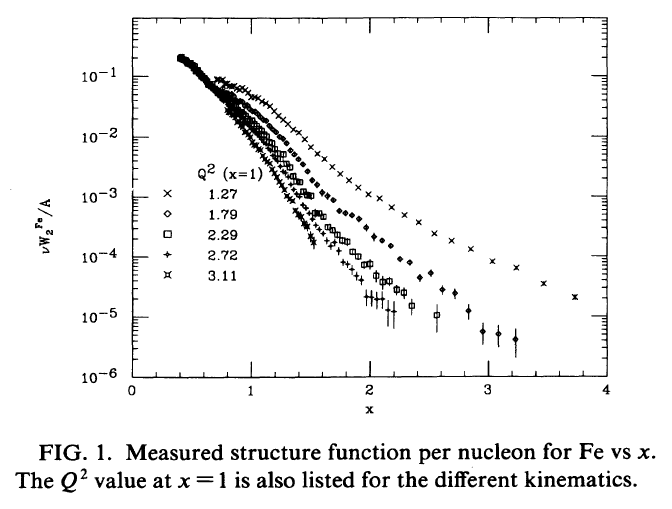 10⁻¹
10⁻²
10⁻³
10⁻⁴
10⁻⁵
10⁻⁶
νW₂ᶠᵉ/A
Q² (x=1)
× 1.27
◇ 1.79
□ 2.29
+ 2.72
¤ 3.11
0 1 2 3 4
x
FIG. 1. Measured structure function per nucleon for Fe vs x.
The Q² value at x = 1 is also listed for the different kinematics.